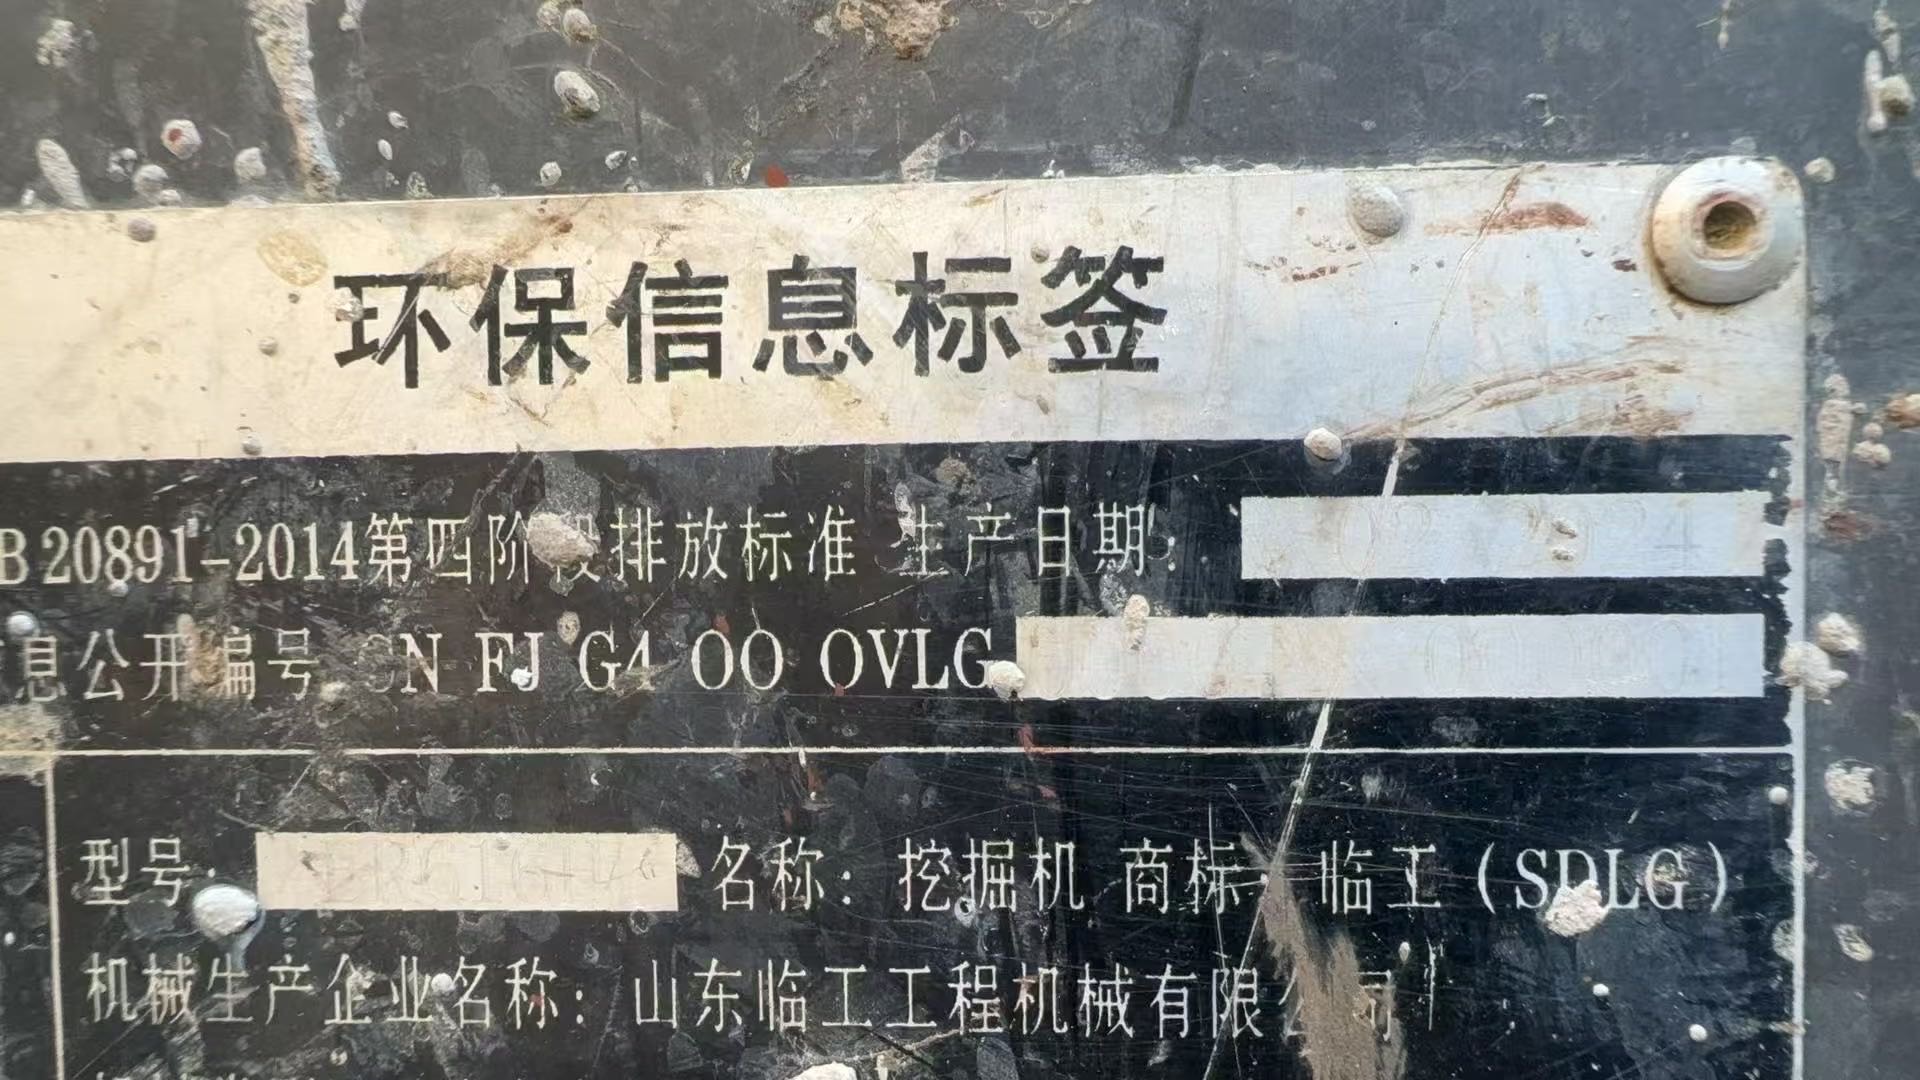 环保信息标签
B 20891-2014第四阶段排放标准 生产日期：
息公开编号 CN FJ G4 OO OVLG
型号： 名称：挖掘机 商标：临工（SDLG）
机械生产企业名称：山东临工工程机械有限公司